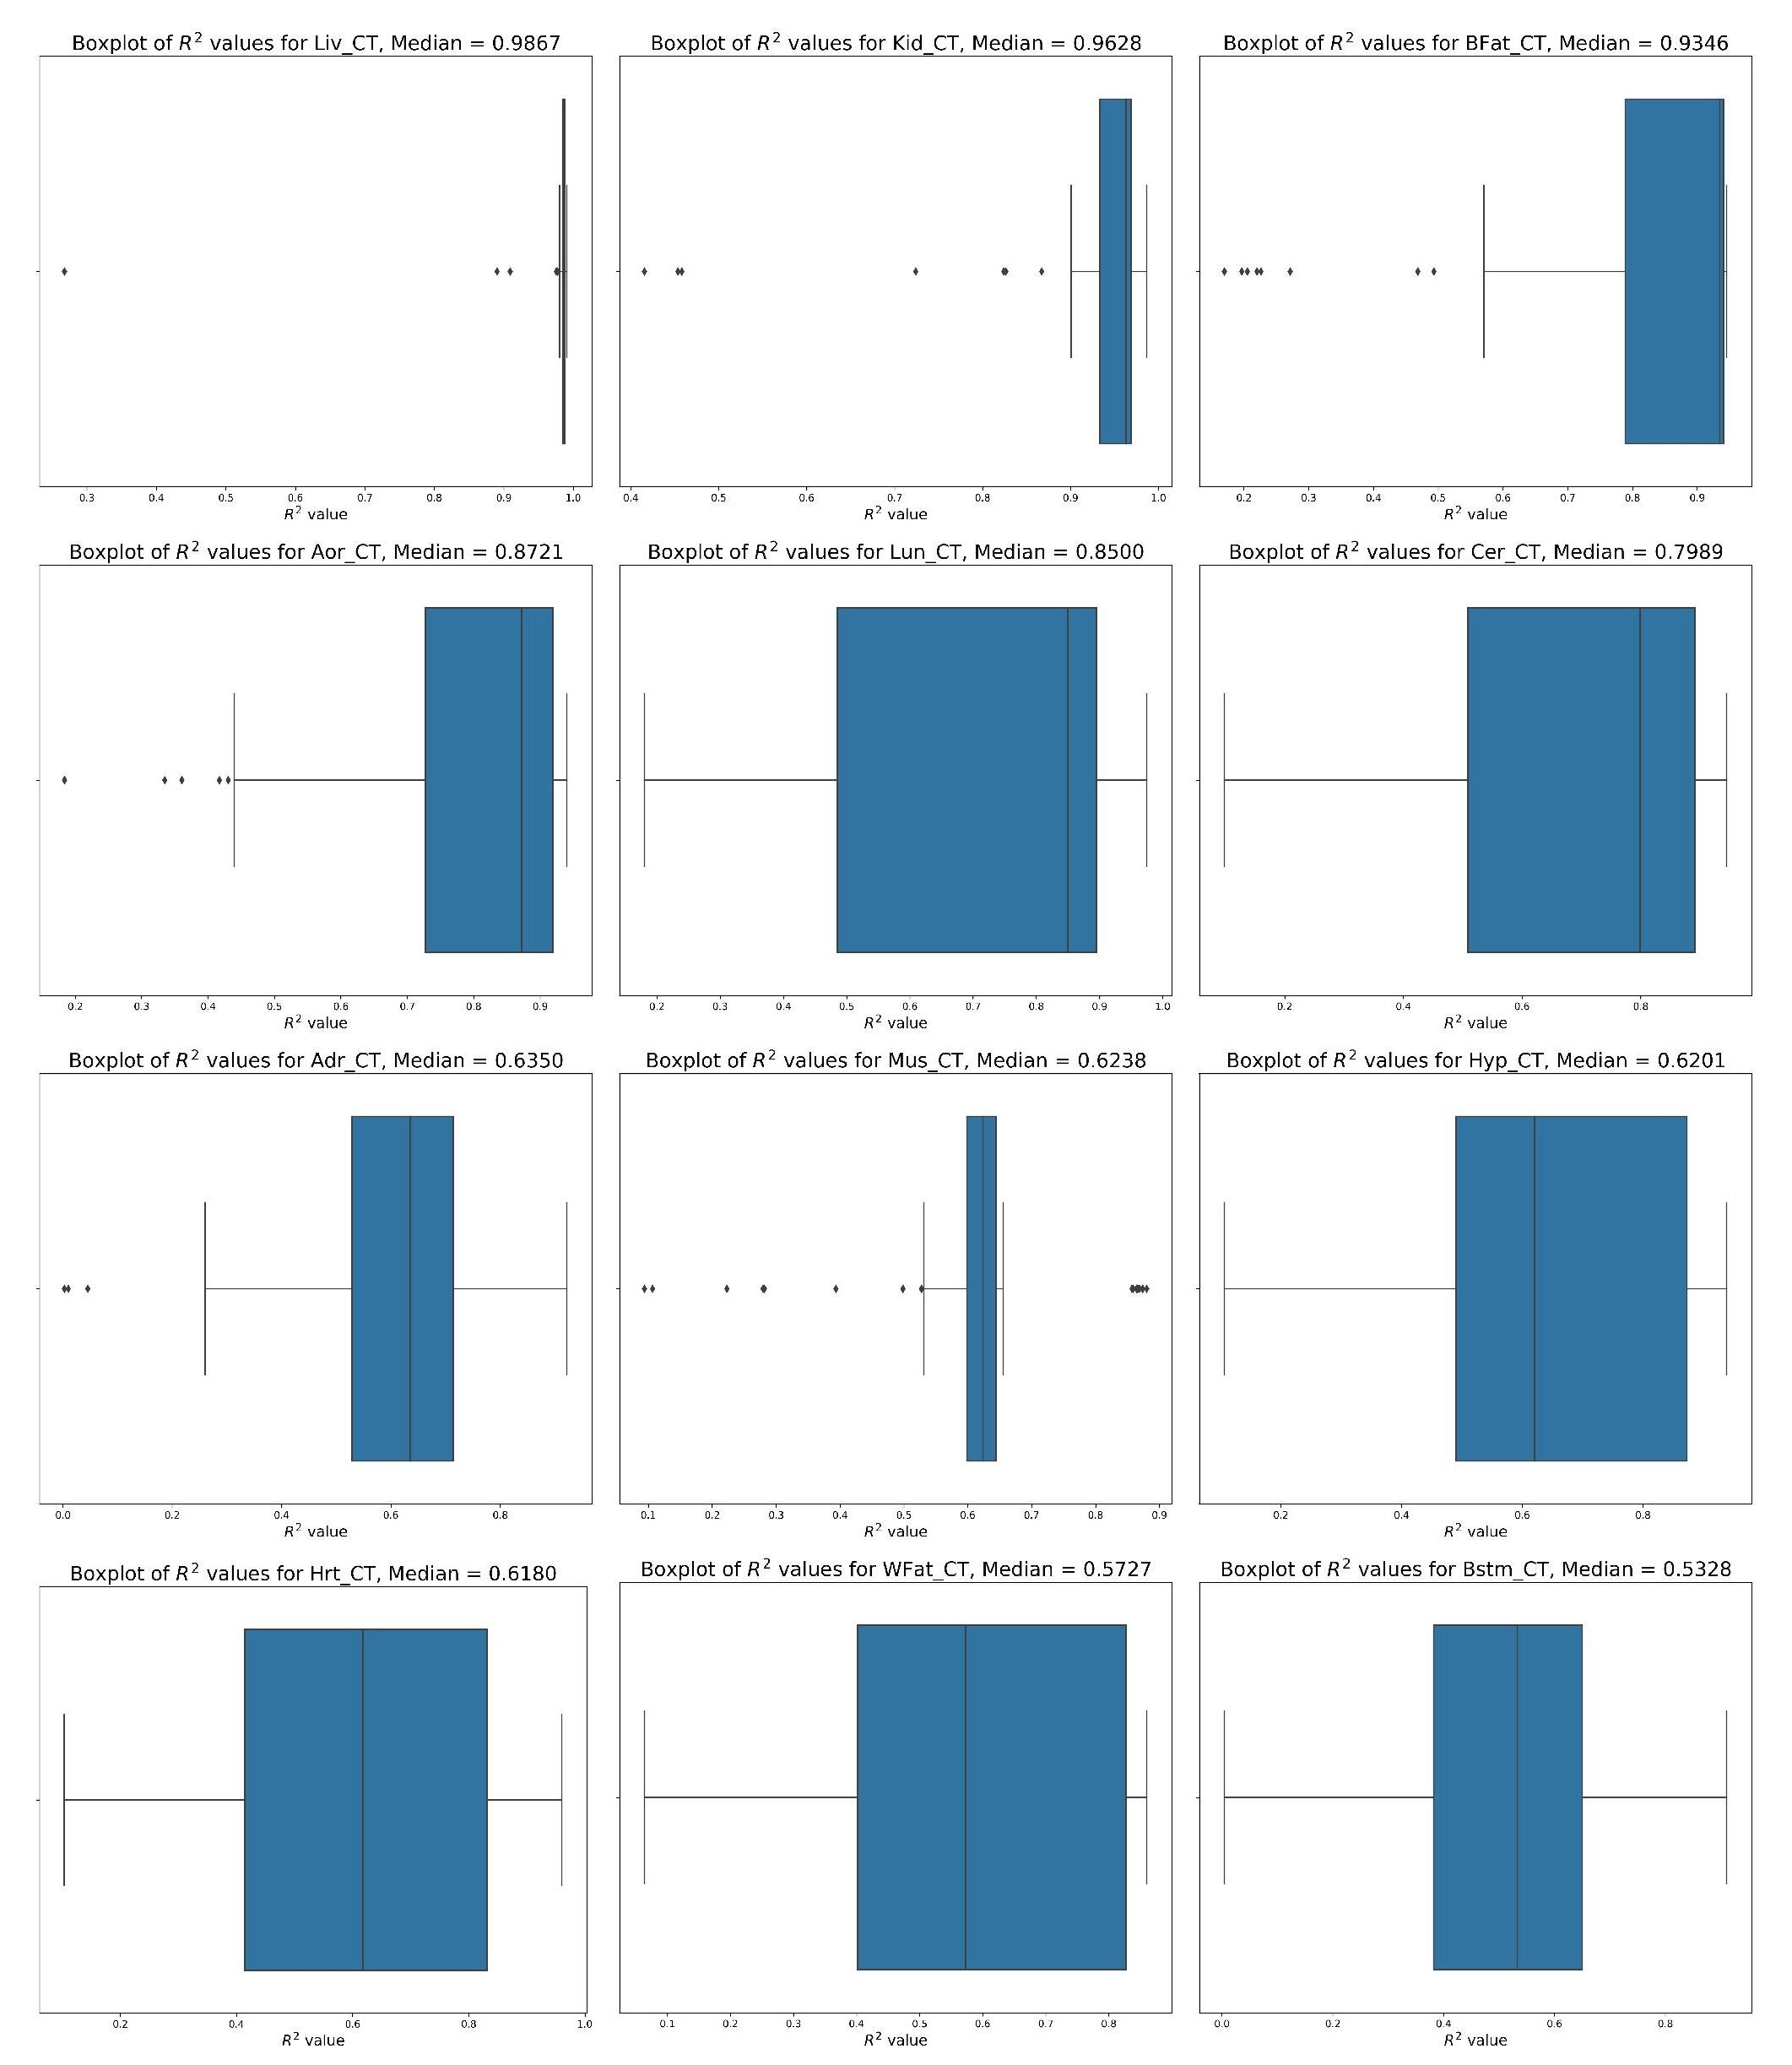 Boxplot of R² values for Liv_CT, Median = 0.9867
0.3 0.4 0.5 0.6 0.7 0.8 0.9 1.0
R² value
Boxplot of R² values for Kid_CT, Median = 0.9628
0.4 0.5 0.6 0.7 0.8 0.9 1.0
R² value
Boxplot of R² values for BFat_CT, Median = 0.9346
0.2 0.3 0.4 0.5 0.6 0.7 0.8 0.9
R² value
Boxplot of R² values for Aor_CT, Median = 0.8721
0.2 0.3 0.4 0.5 0.6 0.7 0.8 0.9
R² value
Boxplot of R² values for Lun_CT, Median = 0.8500
0.2 0.3 0.4 0.5 0.6 0.7 0.8 0.9 1.0
R² value
Boxplot of R² values for Cer_CT, Median = 0.7989
0.2 0.4 0.6 0.8
R² value
Boxplot of R² values for Adr_CT, Median = 0.6350
0.0 0.2 0.4 0.6 0.8
R² value
Boxplot of R² values for Mus_CT, Median = 0.6238
0.1 0.2 0.3 0.4 0.5 0.6 0.7 0.8 0.9
R² value
Boxplot of R² values for Hyp_CT, Median = 0.6201
0.2 0.4 0.6 0.8
R² value
Boxplot of R² values for Hrt_CT, Median = 0.6180
0.2 0.4 0.6 0.8 1.0
R² value
Boxplot of R² values for WFat_CT, Median = 0.5727
0.1 0.2 0.3 0.4 0.5 0.6 0.7 0.8
R² value
Boxplot of R² values for Bstm_CT, Median = 0.5328
0.0 0.2 0.4 0.6 0.8
R² value